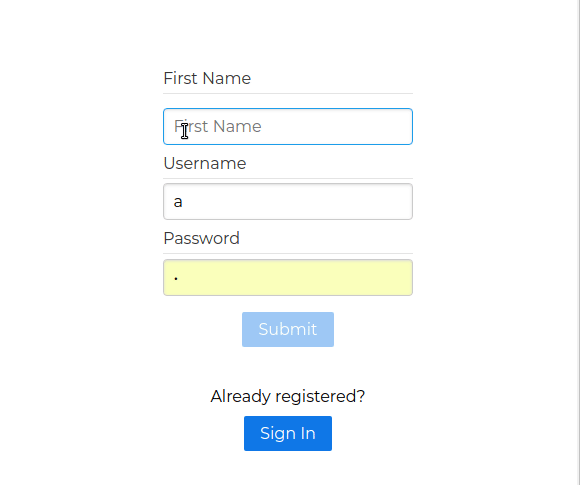 First Name
First Name
Username
a
Password
•
Submit
Already registered?
Sign In